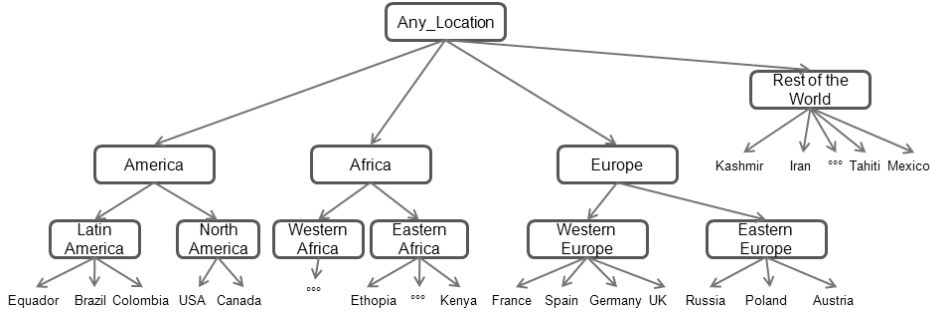 Any_Location
Rest of the
World
America
Africa
Europe
Kashmir
Iran
°°°
Tahiti
Mexico
Latin
America
North
America
Western
Africa
Eastern
Africa
Western
Europe
Eastern
Europe
Equador
Brazil
Colombia
USA
Canada
°°°
Ethopia
°°°
Kenya
France
Spain
Germany
UK
Russia
Poland
Austria